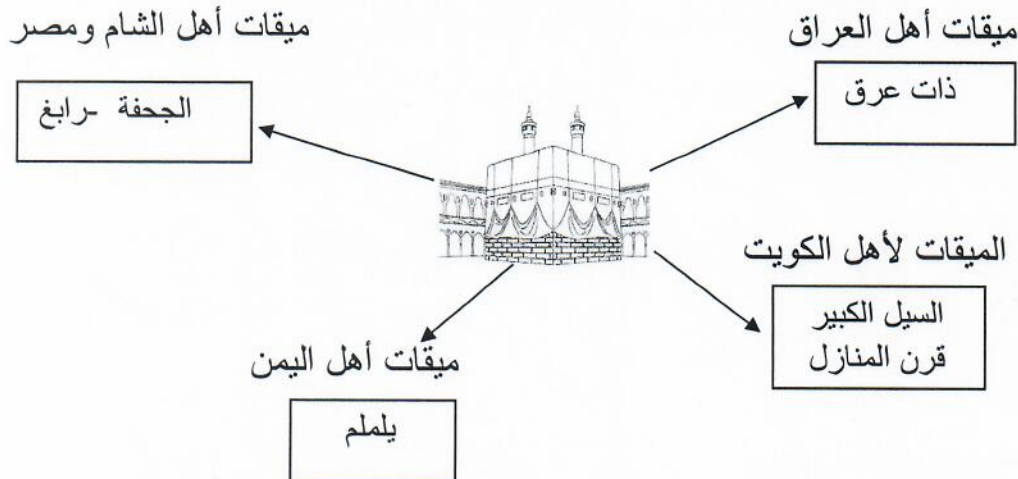 ميقات أهل العراق
ذات عرق
ميقات أهل الشام ومصر
الجحفة -رابغ
الميقات لأهل الكويت
السيل الكبير
قرن المنازل
ميقات أهل اليمن
يلملم